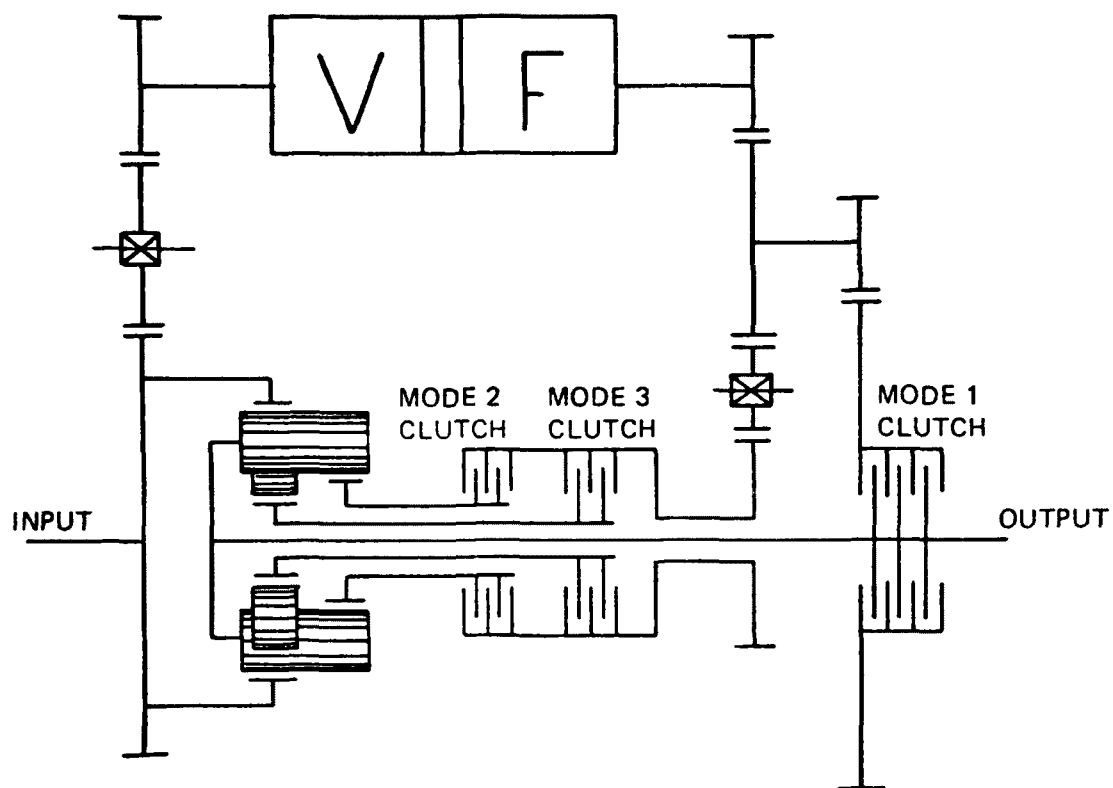 V F
MODE 2 MODE 3 MODE 1
CLUTCH CLUTCH CLUTCH
INPUT OUTPUT